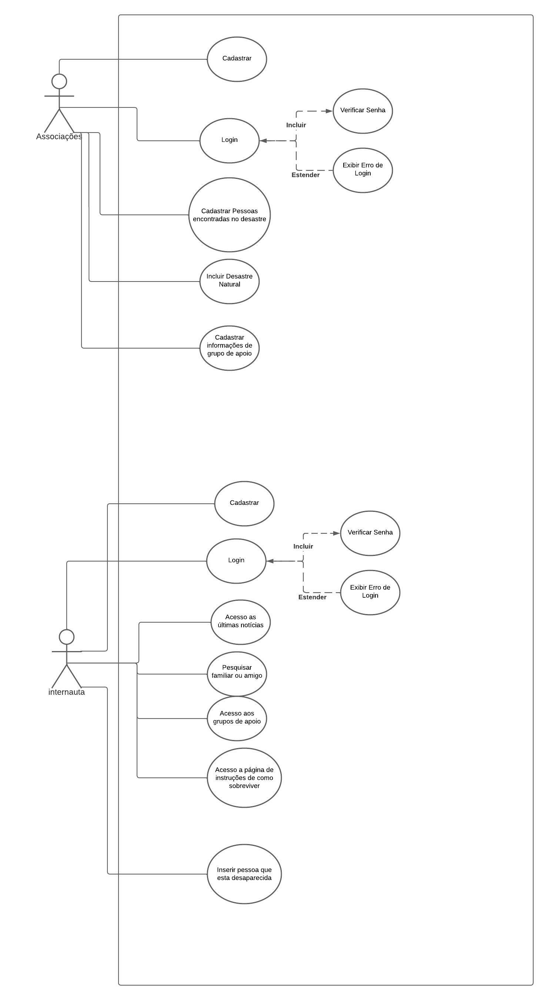 Cadastrar
Associações
Verificar Senha
Incluir
Login
Exibir Erro de
Login
Estender
Cadastrar Pessoas
encontradas no desastre
Incluir Desastre
Natural
Cadastrar
informações de
grupo de apoio
Cadastrar
Verificar Senha
Incluir
Login
Exibir Erro de
Login
Estender
Acesso as
últimas notícias
Pesquisar
familiar ou amigo
internauta
Acesso aos
grupos de apoio
Acesso a página de
instruções de como
sobreviver
Inserir pessoa que
esta desaparecida